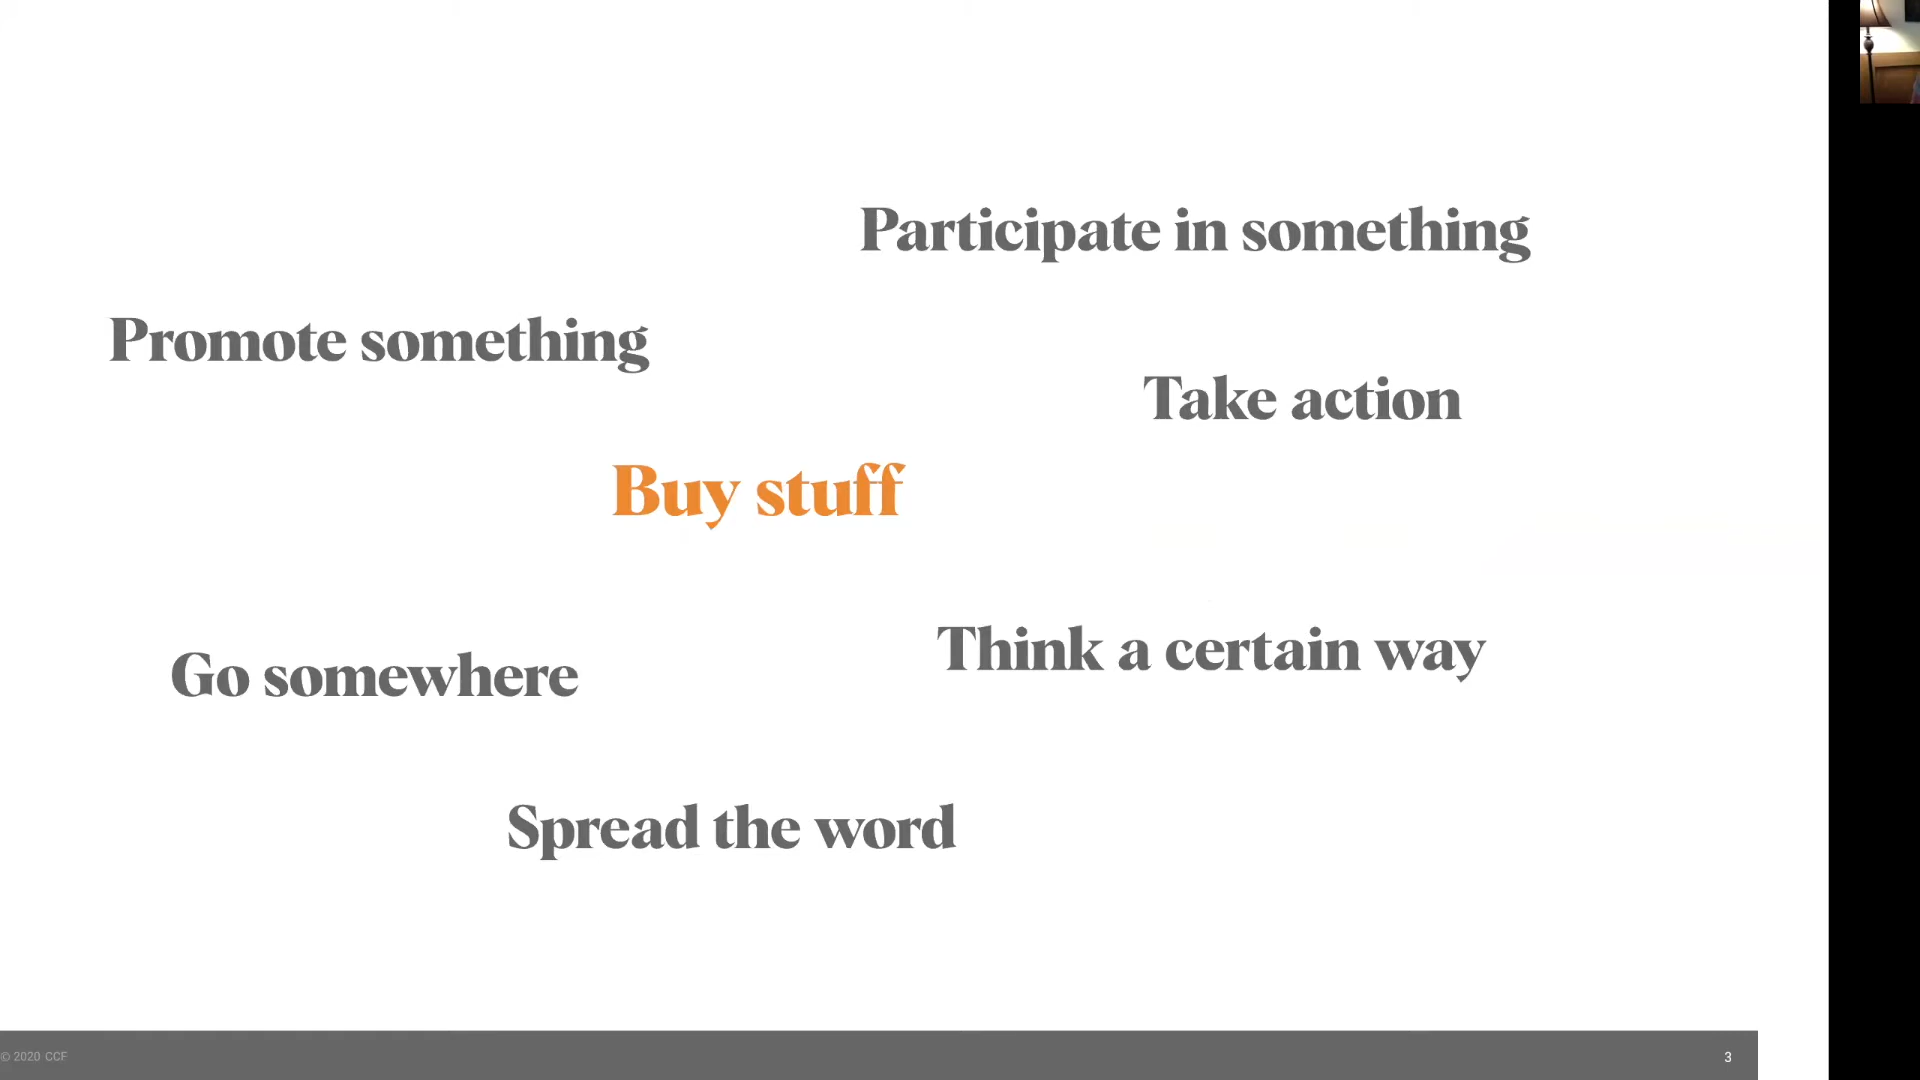 Participate in something
Promote something
Take action
Buy stuff
Think a certain way
Go somewhere
Spread the word
© 2020 CCF
3